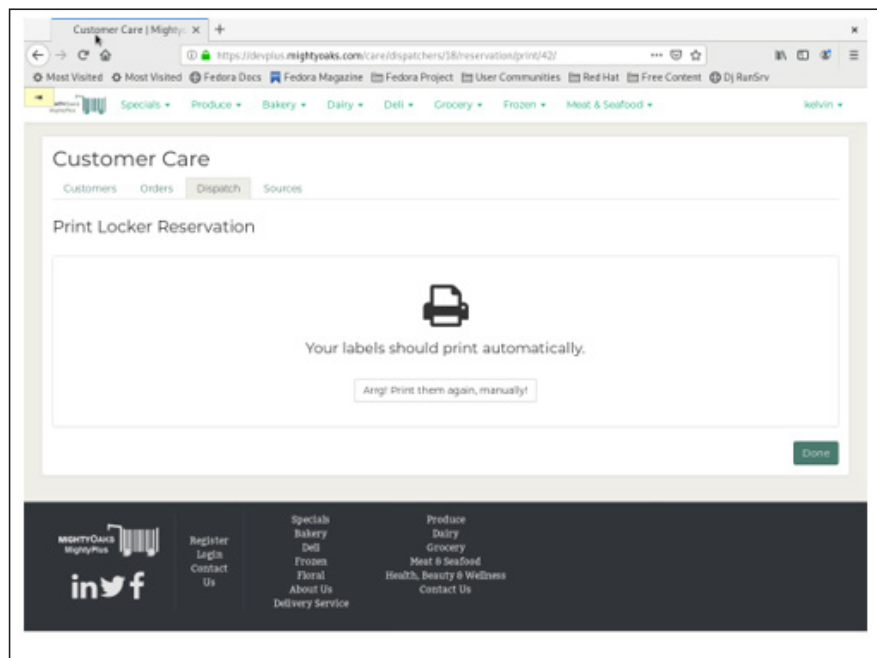 Customer Care | Mighty
https://devplus.mightyoaks.com/care/dispatchers/18/reservation/print/42/
Most Visited Most Visited Fedora Docs Fedora Magazine Fedora Project User Communities Red Hat Free Content Dj RunSrv
Specials Produce Bakery Dairy Deli Grocery Frozen Meat & Seafood kelvin
Customer Care
Customers Orders Dispatch Sources
Print Locker Reservation
Your labels should print automatically.
Arrg! Print them again, manually!
Done
MIGHTYOAKS
MightyPlus
Register
Login
Contact
Us
Specials
Bakery
Deli
Frozen
Floral
About Us
Delivery Service
Produce
Dairy
Grocery
Meat & Seafood
Health, Beauty & Wellness
Contact Us